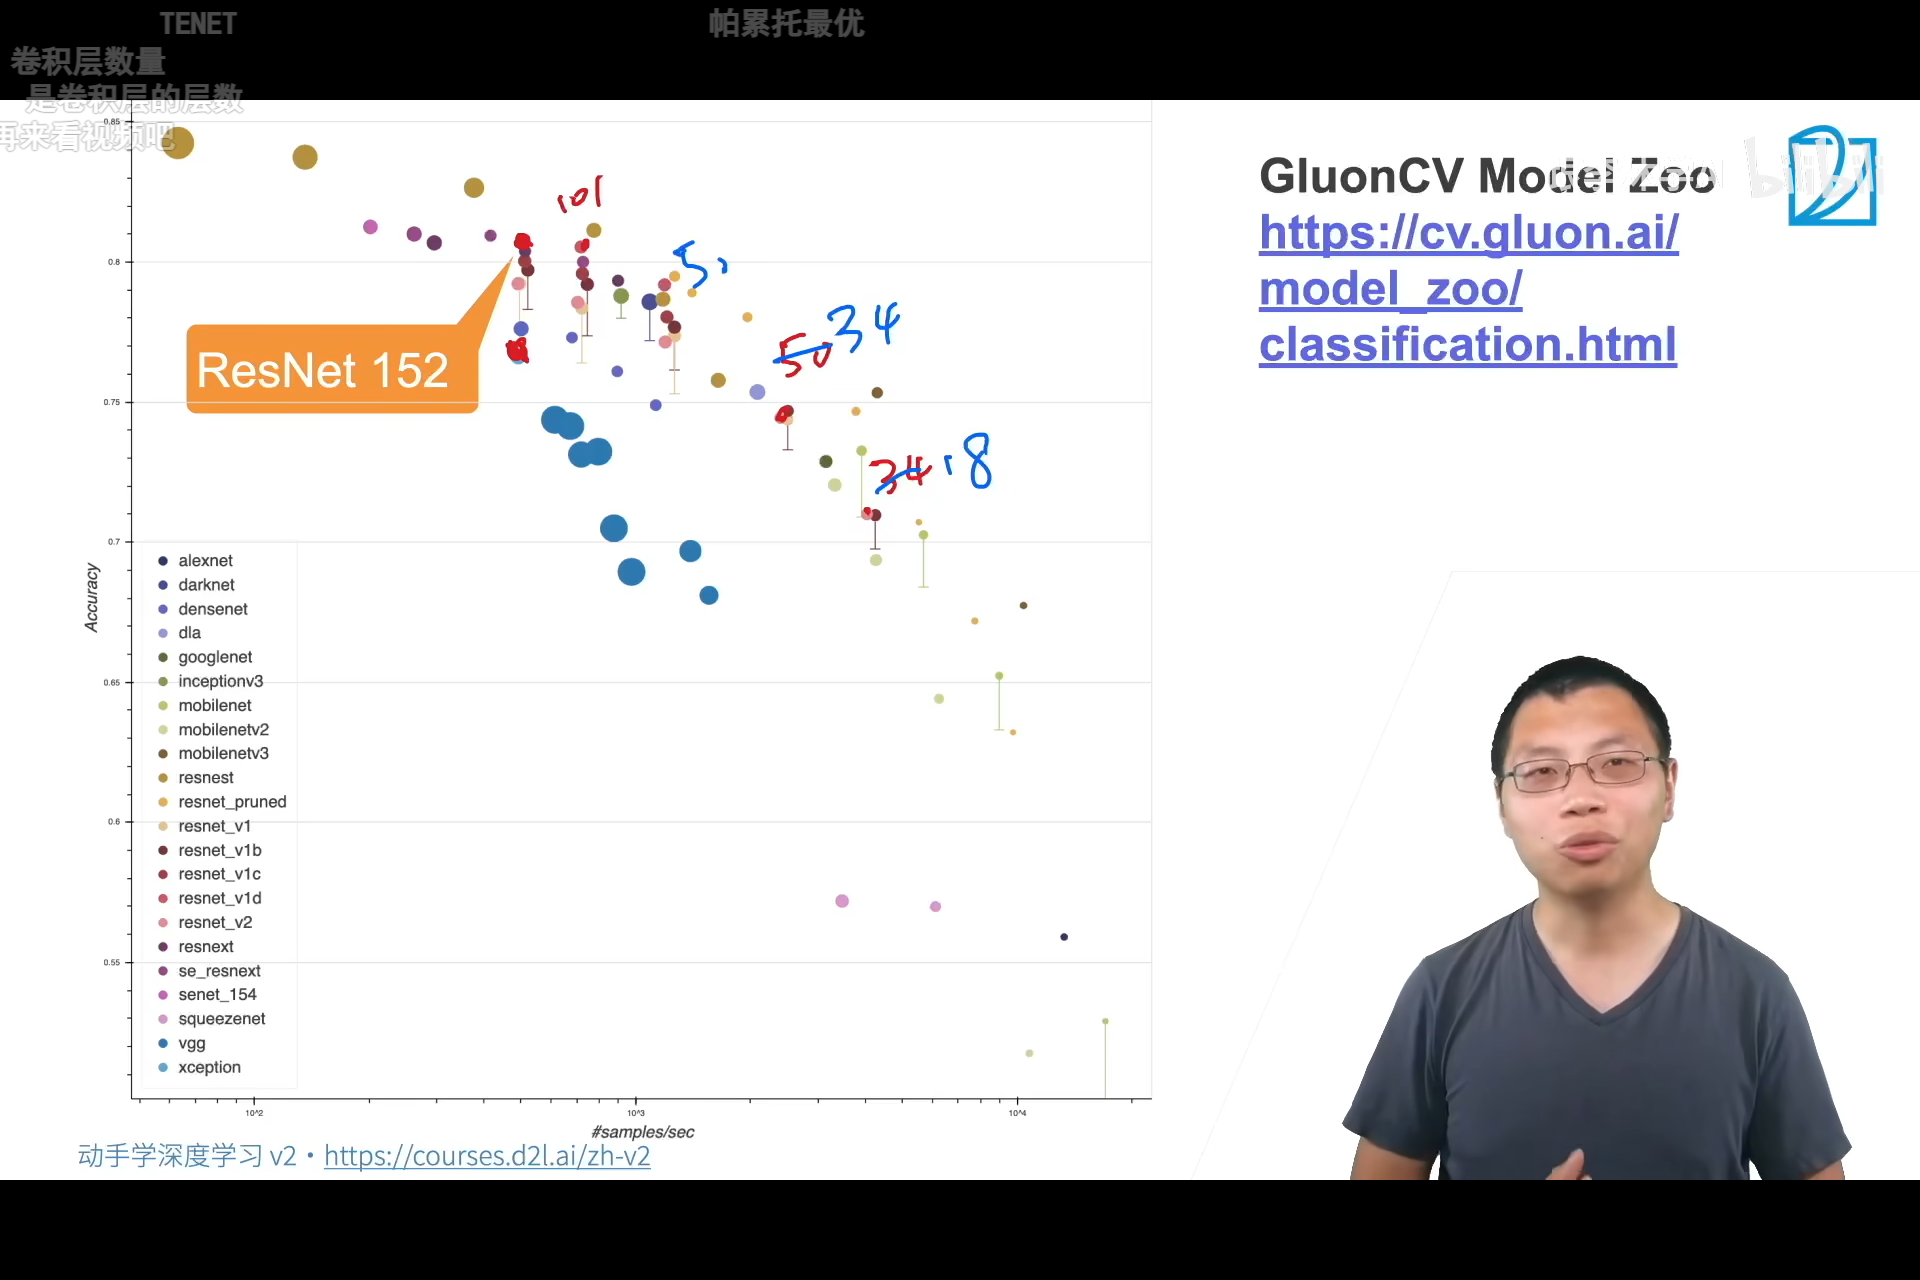 TENET
帕累托最优
卷积层数量
是卷积层的层数
再来看视频吧
GluonCV Model Zoo
https://cv.gluon.ai/
model_zoo/
classification.html
bilibili
101
50
34
50
34
18
ResNet 152
0.85
0.8
0.75
0.7
0.65
0.6
0.55
Accuracy
alexnet
darknet
densenet
dla
googlenet
inceptionv3
mobilenet
mobilenetv2
mobilenetv3
resnest
resnet_pruned
resnet_v1
resnet_v1b
resnet_v1c
resnet_v1d
resnet_v2
resnext
se_resnext
senet_154
squeezenet
vgg
xception
10^2
10^3
10^4
#samples/sec
动手学深度学习 v2 • https://courses.d2l.ai/zh-v2